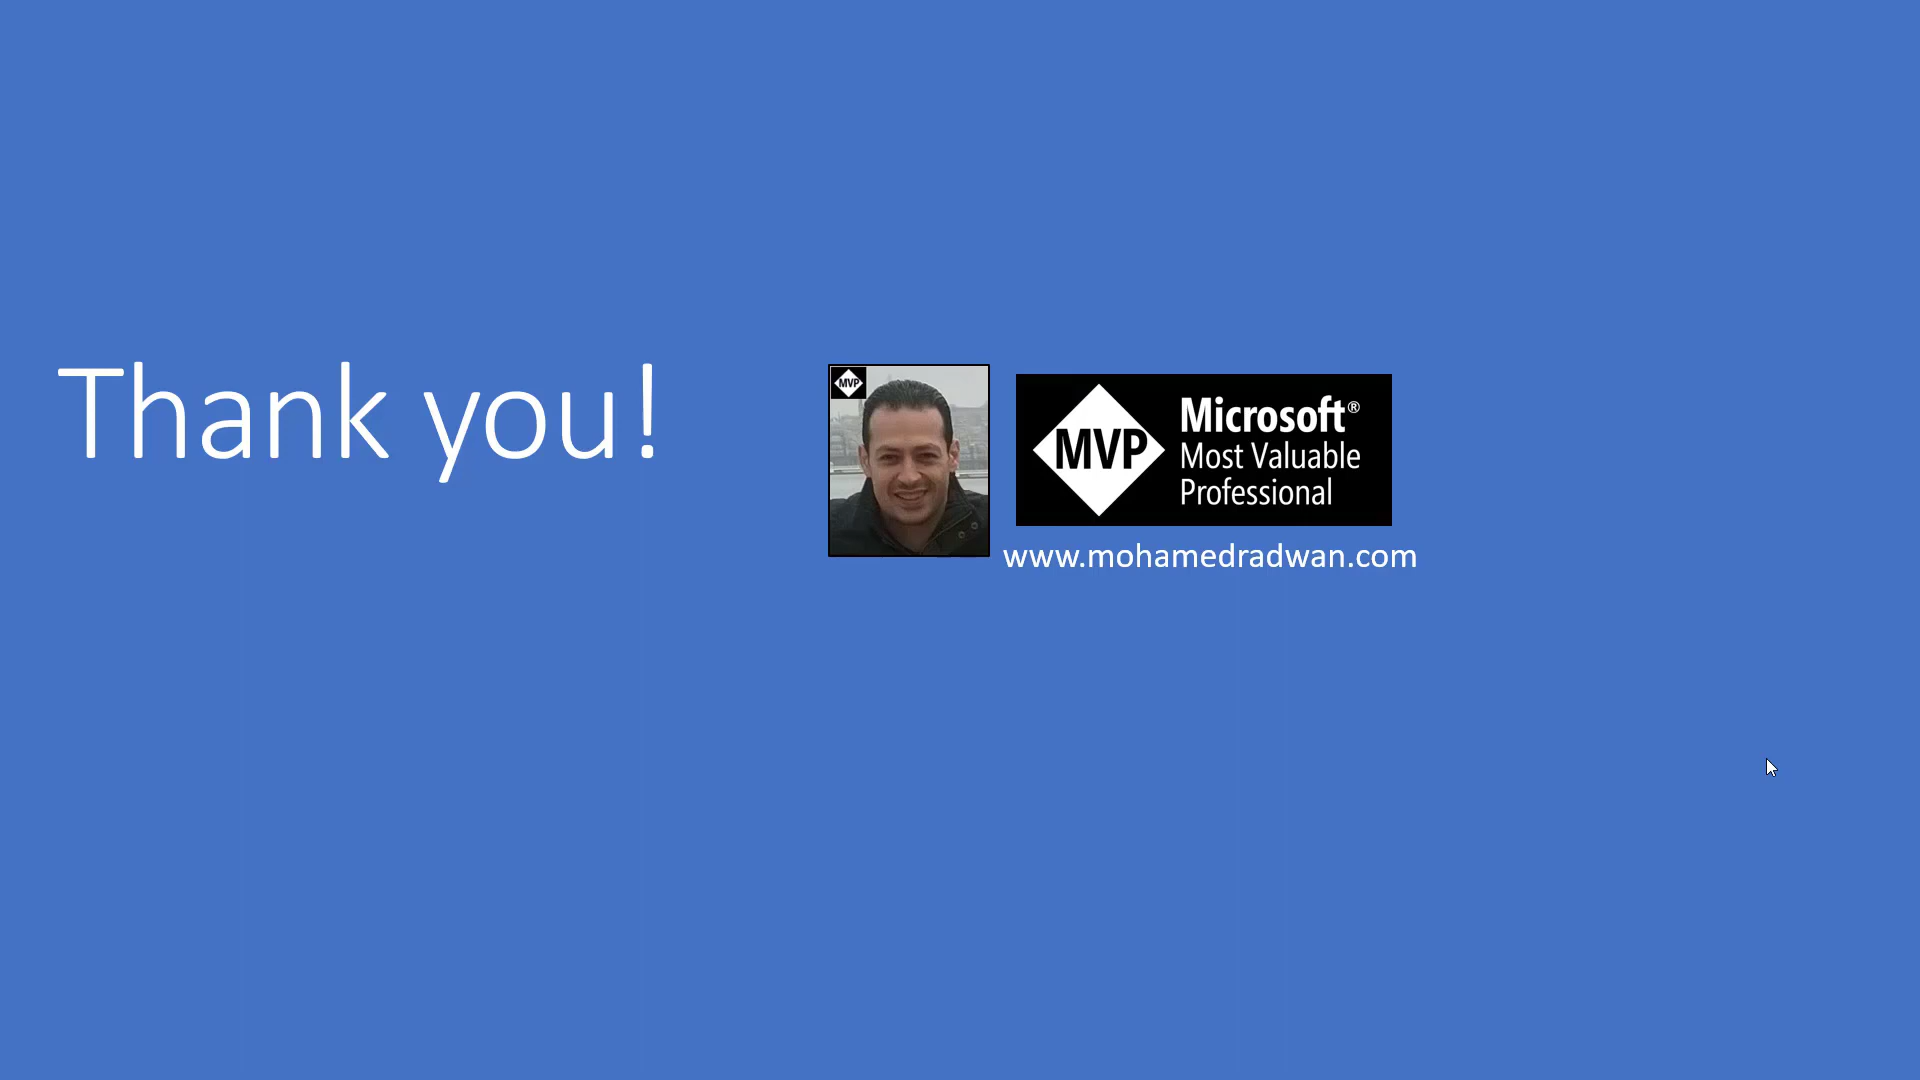 Thank you!
MVP
MVP
Microsoft®
Most Valuable
Professional
www.mohamedradwan.com